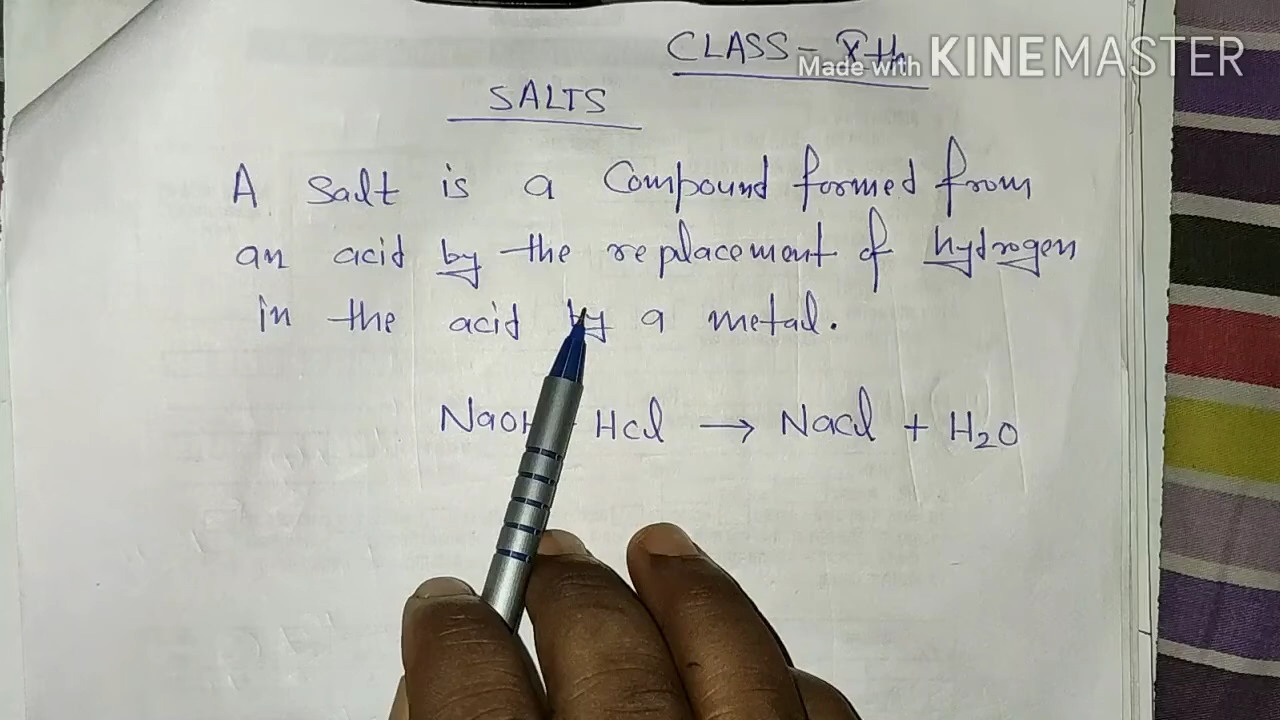 CLASS - Xth
Made with KINEMASTER
SALTS
A salt is a Compound formed from
an acid by the replacement of hydrogen
in the acid by a metal.
NaOH + Hcl → Nacl + H2O